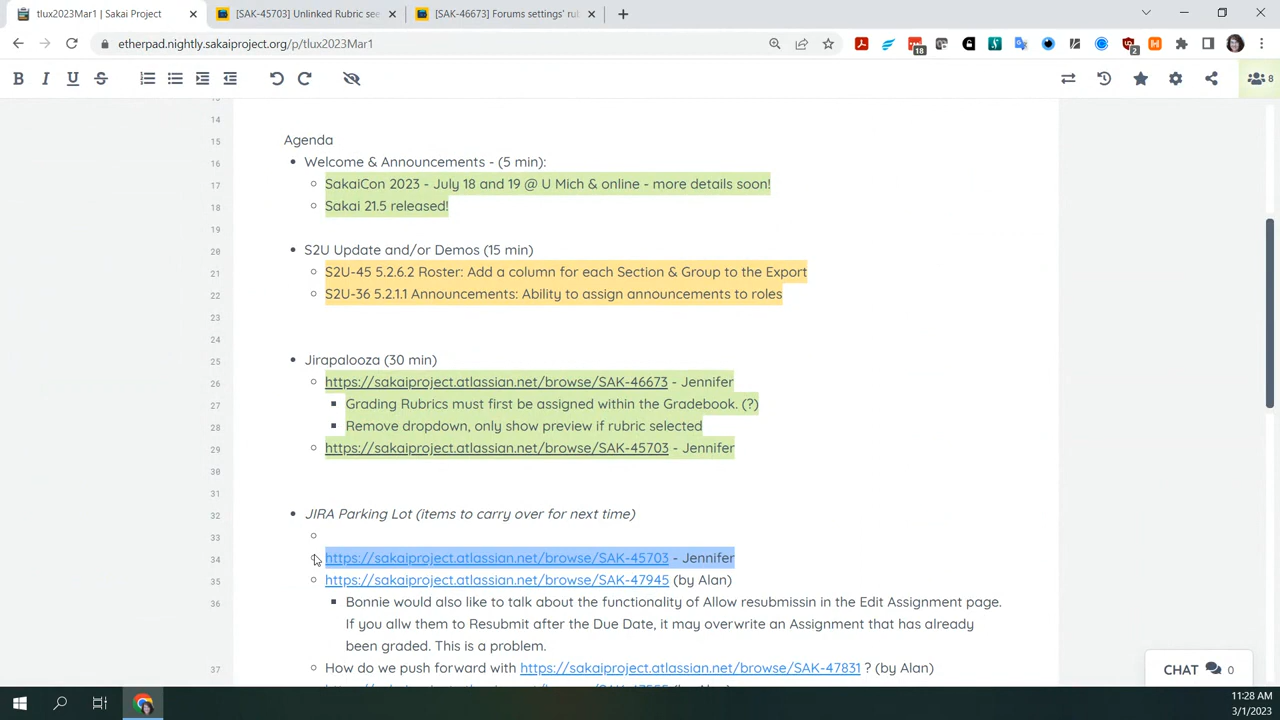 tlux2023Mar1 | Sakai Project
[SAK-45703] Unlinked Rubric see
[SAK-46673] Forums settings' rub
etherpad.nightly.sakaiproject.org/p/tlux2023Mar1
18
2
8
14
15 Agenda
16 Welcome & Announcements - (5 min):
17 SakaiCon 2023 - July 18 and 19 @ U Mich & online - more details soon!
18 Sakai 21.5 released!
19
20 S2U Update and/or Demos (15 min)
21 S2U-45 5.2.6.2 Roster: Add a column for each Section & Group to the Export
22 S2U-36 5.2.1.1 Announcements: Ability to assign announcements to roles
23
24
25 Jirapalooza (30 min)
26 https://sakaiproject.atlassian.net/browse/SAK-46673 - Jennifer
27 Grading Rubrics must first be assigned within the Gradebook. (?)
28 Remove dropdown, only show preview if rubric selected
29 https://sakaiproject.atlassian.net/browse/SAK-45703 - Jennifer
30
31
32 JIRA Parking Lot (items to carry over for next time)
33
34 https://sakaiproject.atlassian.net/browse/SAK-45703 - Jennifer
35 https://sakaiproject.atlassian.net/browse/SAK-47945 (by Alan)
36 Bonnie would also like to talk about the functionality of Allow resubmissin in the Edit Assignment page.
If you allw them to Resubmit after the Due Date, it may overwrite an Assignment that has already
been graded. This is a problem.
37 How do we push forward with https://sakaiproject.atlassian.net/browse/SAK-47831 ? (by Alan)
CHAT 0
11:28 AM
3/1/2023